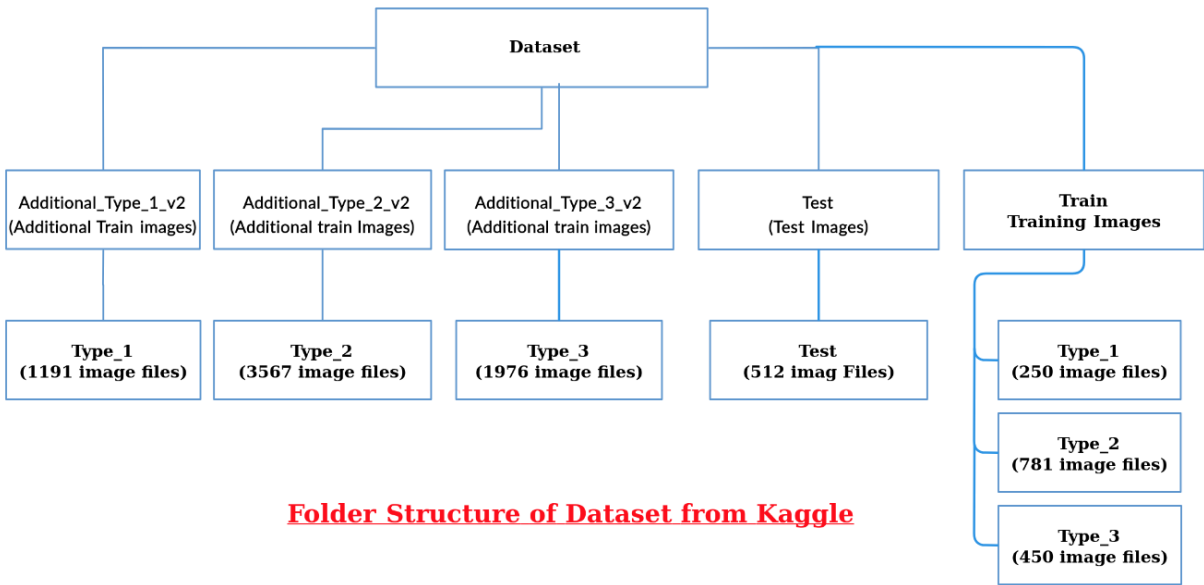 Dataset
Additional_Type_1_v2
(Additional Train images)
Additional_Type_2_v2
(Additional train Images)
Additional_Type_3_v2
(Additional train images)
Test
(Test Images)
Train
Training Images
Type_1
(1191 image files)
Type_2
(3567 image files)
Type_3
(1976 image files)
Test
(512 imag Files)
Type_1
(250 image files)
Type_2
(781 image files)
Type_3
(450 image files)
Folder Structure of Dataset from Kaggle